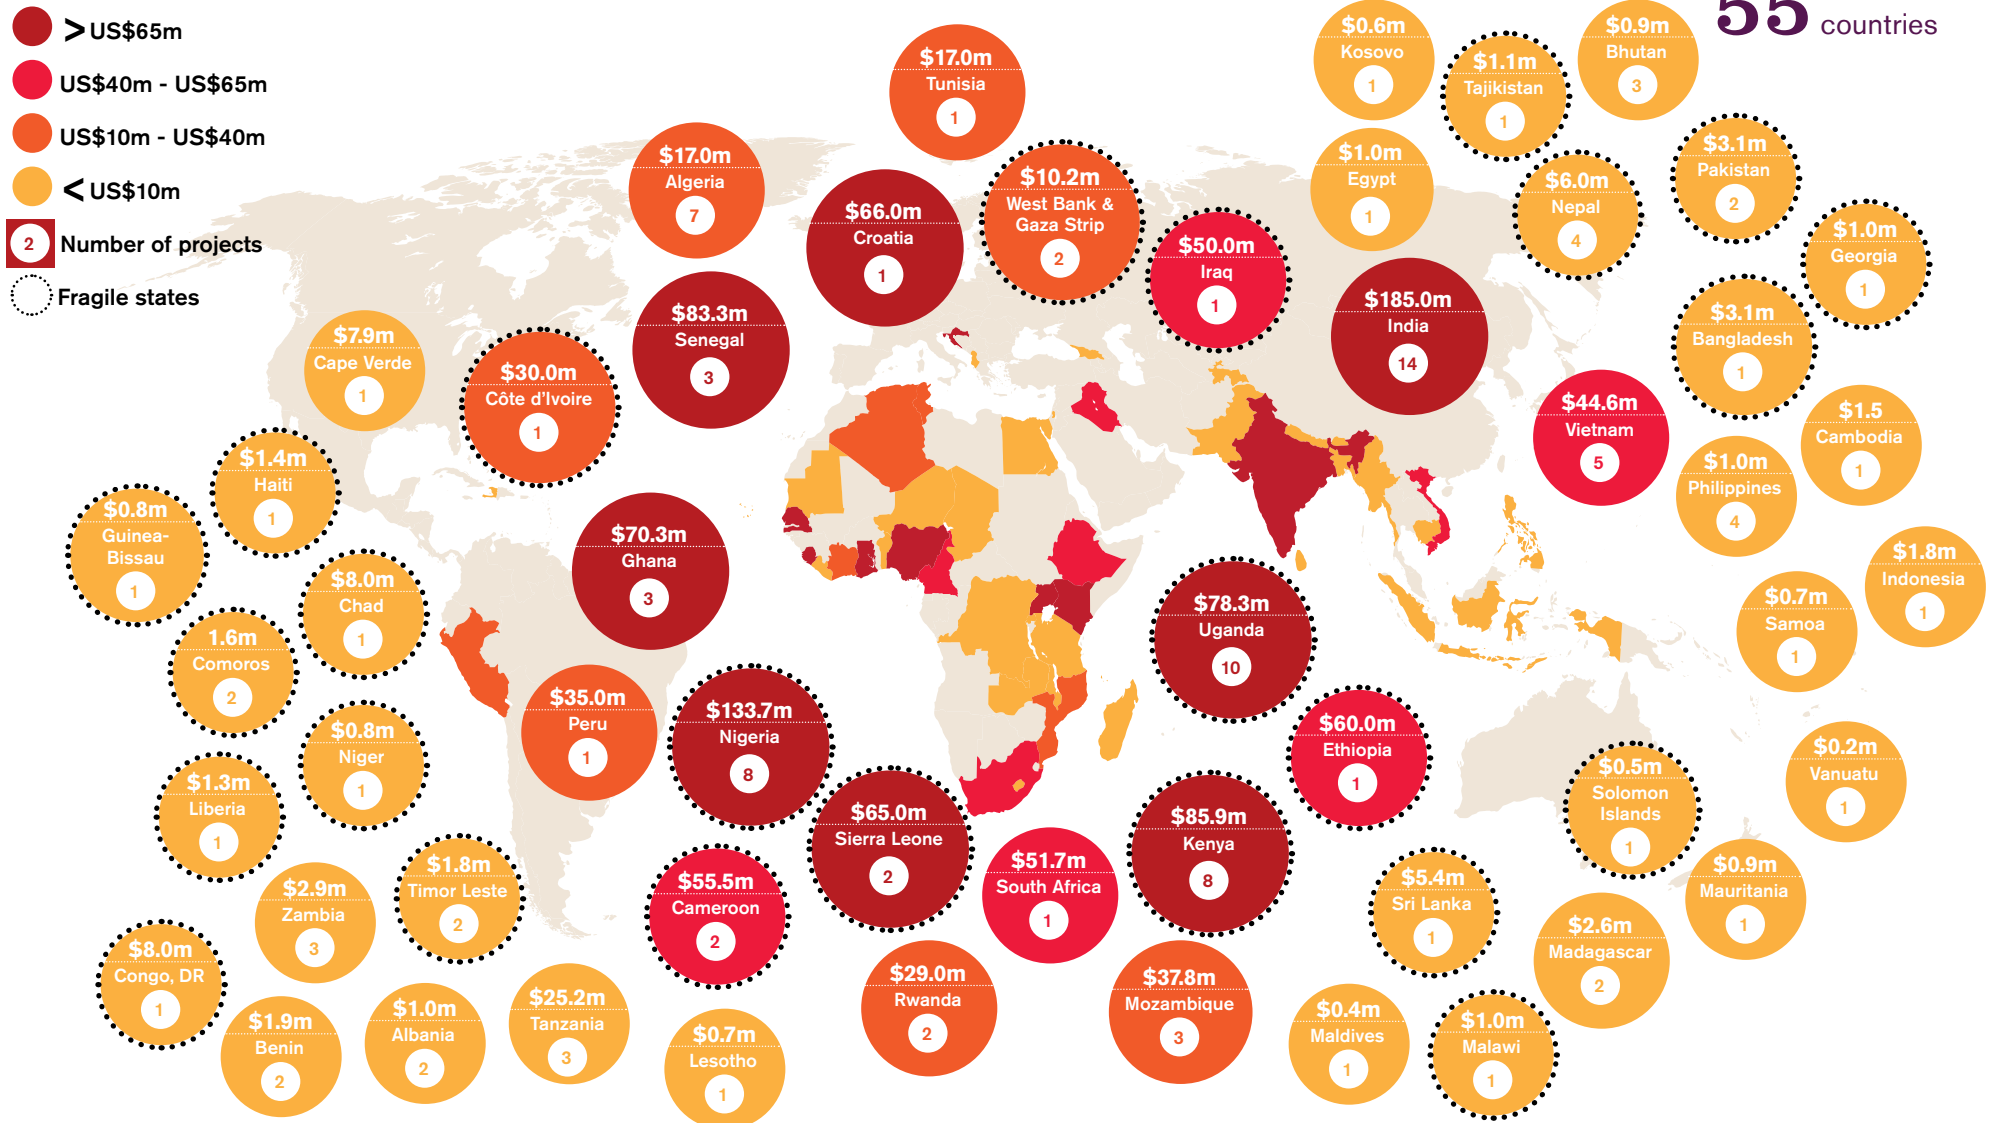 > US$65m
US$40m - US$65m
US$10m - US$40m
< US$10m
2 Number of projects
Fragile states
55 countries
$17.0m
Tunisia
1
$0.6m
Kosovo
1
$1.1m
Tajikistan
1
$0.9m
Bhutan
3
$17.0m
Algeria
7
$66.0m
Croatia
1
$10.2m
West Bank &
Gaza Strip
2
$50.0m
Iraq
1
$1.0m
Egypt
1
$6.0m
Nepal
4
$3.1m
Pakistan
2
$1.0m
Georgia
1
$7.9m
Cape Verde
1
$30.0m
Côte d'Ivoire
1
$83.3m
Senegal
3
$185.0m
India
14
$3.1m
Bangladesh
1
$44.6m
Vietnam
5
$1.5
Cambodia
1
$1.0m
Philippines
4
$1.4m
Haiti
1
$0.8m
Guinea-
Bissau
1
$8.0m
Chad
1
$70.3m
Ghana
3
$78.3m
Uganda
10
$1.8m
Indonesia
1
$0.7m
Samoa
1
1.6m
Comoros
2
$0.8m
Niger
1
$35.0m
Peru
1
$133.7m
Nigeria
8
$60.0m
Ethiopia
1
$0.5m
Solomon
Islands
1
$0.2m
Vanuatu
1
$1.3m
Liberia
1
$65.0m
Sierra Leone
2
$85.9m
Kenya
8
$2.9m
Zambia
3
$1.8m
Timor Leste
2
$55.5m
Cameroon
2
$51.7m
South Africa
1
$5.4m
Sri Lanka
1
$0.9m
Mauritania
1
$2.6m
Madagascar
2
$8.0m
Congo, DR
1
$1.9m
Benin
2
$1.0m
Albania
2
$25.2m
Tanzania
3
$0.7m
Lesotho
1
$29.0m
Rwanda
2
$37.8m
Mozambique
3
$0.4m
Maldives
1
$1.0m
Malawi
1